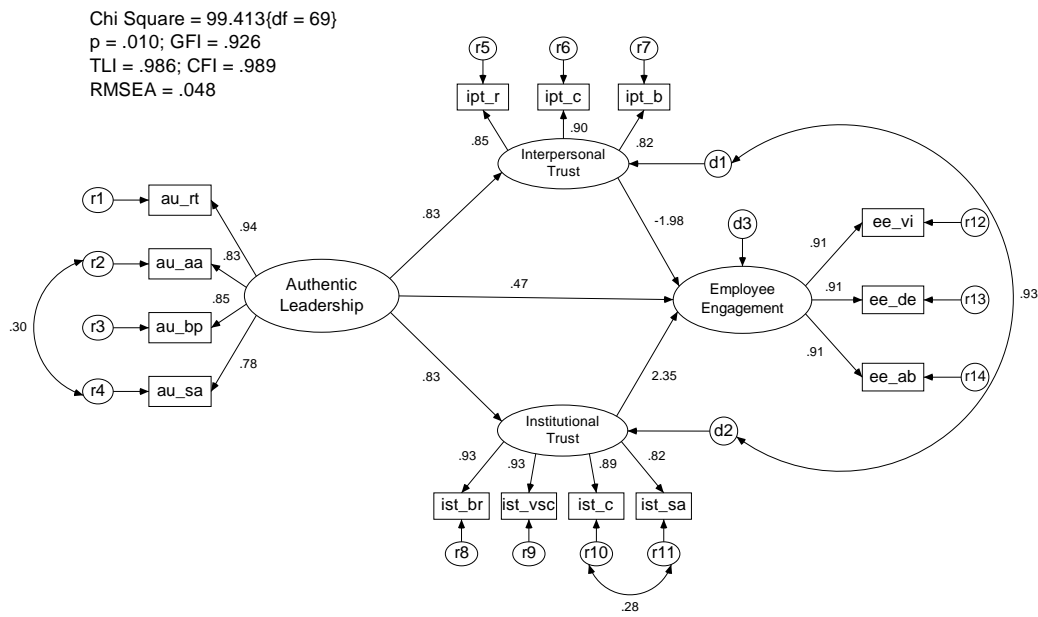 Chi Square = 99.413{df = 69}
p = .010; GFI = .926
TLI = .986; CFI = .989
RMSEA = .048
r5
r6
r7
ipt_r
ipt_c
ipt_b
.85
.90
.82
Interpersonal
Trust
d1
r1
au_rt
.94
.83
-1.98
d3
ee_vi
r12
.91
r2
au_aa
.83
Authentic
Leadership
.47
Employee
Engagement
.91
ee_de
r13
.93
.30
r3
au_bp
.85
.91
r4
au_sa
.78
.83
2.35
ee_ab
r14
Institutional
Trust
d2
.93
.93
.89
.82
ist_br
ist_vsc
ist_c
ist_sa
r8
r9
r10
r11
.28